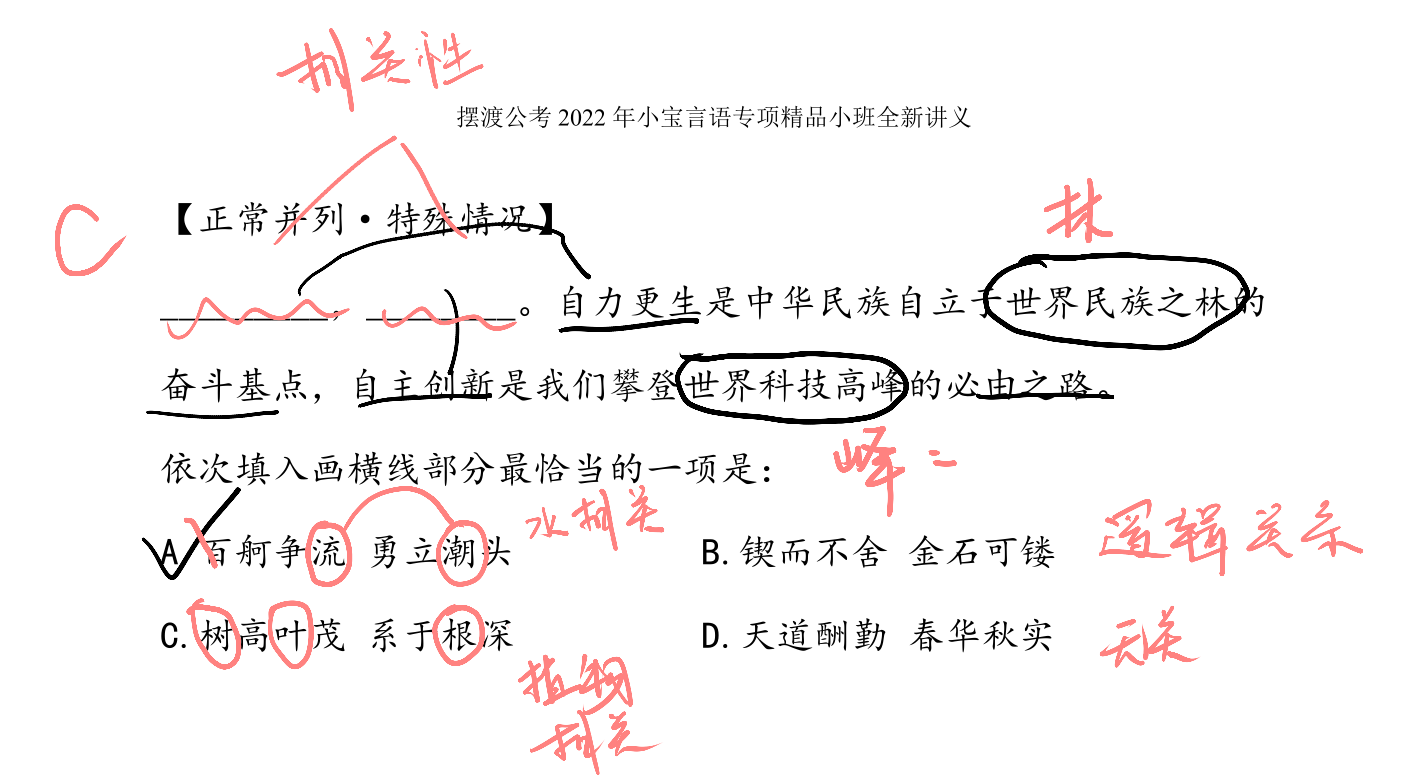 相关性
摆渡公考 2022 年小宝言语专项精品小班全新讲义
C
【正常并列·特殊情况】
林
__________，_________。自力更生是中华民族自立于世界民族之林的
奋斗基点，自主创新是我们攀登世界科技高峰的必由之路。
峰
依次填入画横线部分最恰当的一项是：
水相关
A.百舸争流 勇立潮头 B.锲而不舍 金石可镂
逻辑关系
C.树高叶茂 系于根深 D.天道酬勤 春华秋实
无关
植物
相关